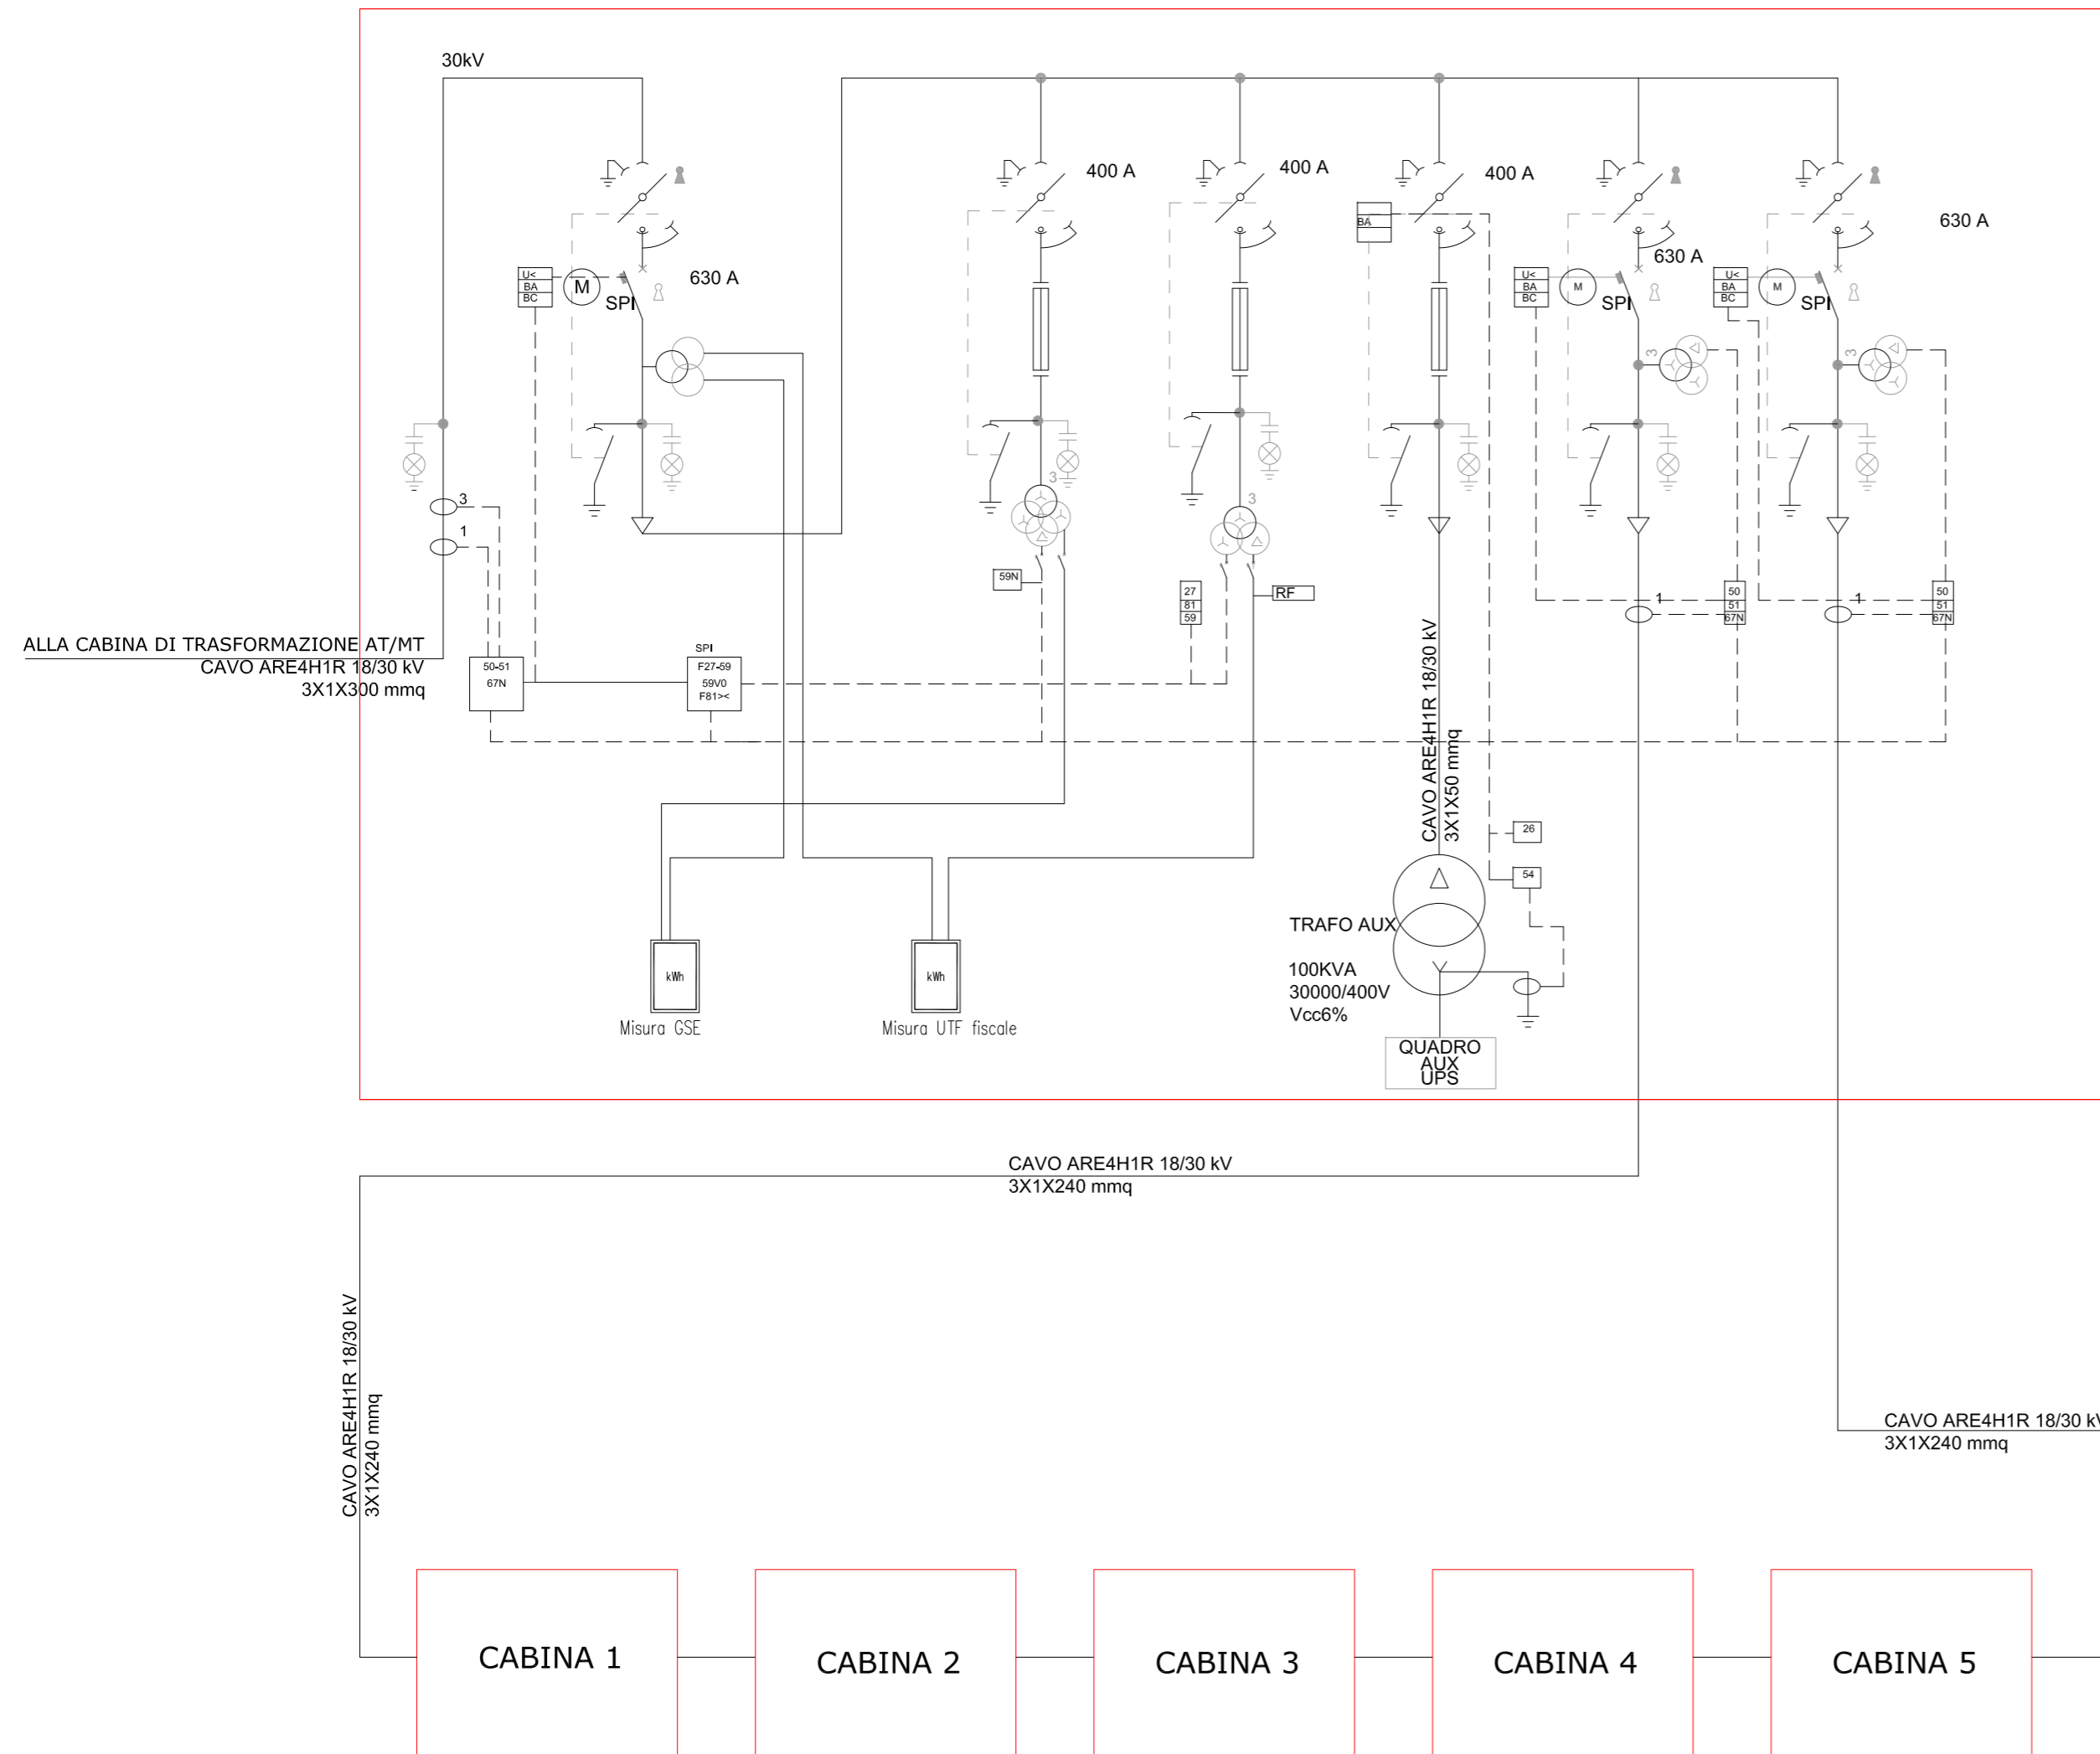 30kV
400 A
400 A
400 A
630 A
630 A
630 A
U<
BA
BC
M
SPI
BA
U<
BA
BC
M
SPI
U<
BA
BC
M
SPI
3
3
3
1
3
3
59N
27
81
59
RF
1
50
51
67N
1
50
51
67N
ALLA CABINA DI TRASFORMAZIONE AT/MT
CAVO ARE4H1R 18/30 kV
3X1X300 mmq
50-51
67N
SPI
F27-59
59V0
F81><
CAVO ARE4H1R 18/30 kV
3X1X50 mmq
26
54
TRAFO AUX
100KVA
30000/400V
Vcc6%
kWh
Misura GSE
kWh
Misura UTF fiscale
QUADRO
AUX
UPS
CAVO ARE4H1R 18/30 kV
3X1X240 mmq
CAVO ARE4H1R 18/30 kV
3X1X240 mmq
CAVO ARE4H1R 18/30 kV
3X1X240 mmq
CABINA 1
CABINA 2
CABINA 3
CABINA 4
CABINA 5